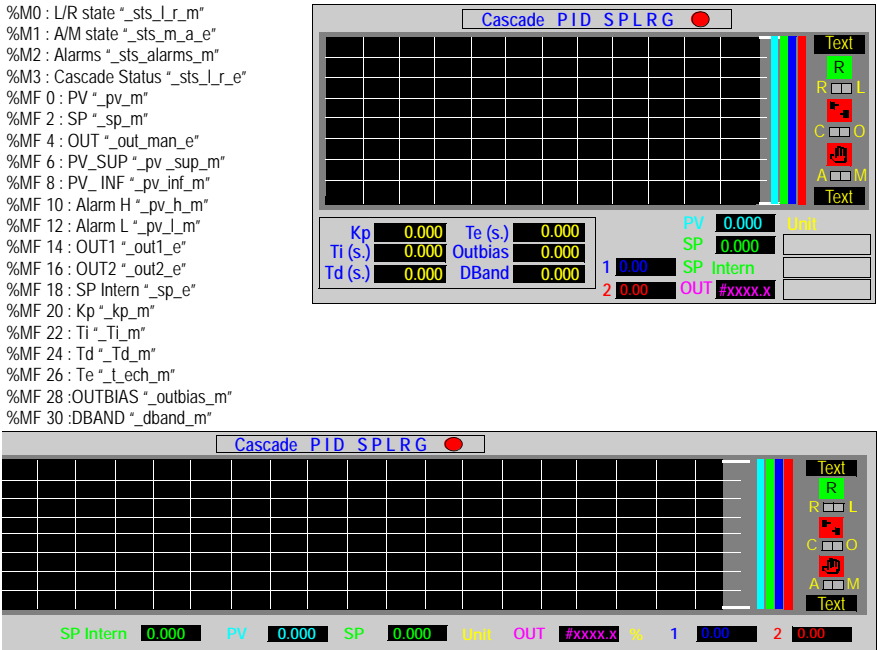 %M0 : L/R state “_sts_l_r_m”
%M1 : A/M state “_sts_m_a_e”
%M2 : Alarms “_sts_alarms_m”
%M3 : Cascade Status “_sts_l_r_e”
%MF 0 : PV “_pv_m”
%MF 2 : SP “_sp_m”
%MF 4 : OUT “_out_man_e”
%MF 6 : PV_SUP “_pv _sup_m”
%MF 8 : PV_ INF “_pv_inf_m”
%MF 10 : Alarm H “_pv_h_m”
%MF 12 : Alarm L “_pv_l_m”
%MF 14 : OUT1 “_out1_e”
%MF 16 : OUT2 “_out2_e”
%MF 18 : SP Intern “_sp_e”
%MF 20 : Kp “_kp_m”
%MF 22 : Ti “_Ti_m”
%MF 24 : Td “_Td_m”
%MF 26 : Te “_t_ech_m”
%MF 28 :OUTBIAS “_outbias_m”
%MF 30 :DBAND “_dband_m”
Cascade PID SPLRG
Text
R
R L
C O
A M
Text
Kp 0.000 Te (s.) 0.000
Ti (s.) 0.000 Outbias 0.000
Td (s.) 0.000 DBand 0.000
PV 0.000 Unit
SP 0.000
1 0.00 SP Intern
2 0.00 OUT #xxxx.x
Cascade PID SPLRG
Text
R
R L
C O
A M
Text
SP Intern 0.000 PV 0.000 SP 0.000 Unit OUT #xxxx.x % 1 0.00 2 0.00